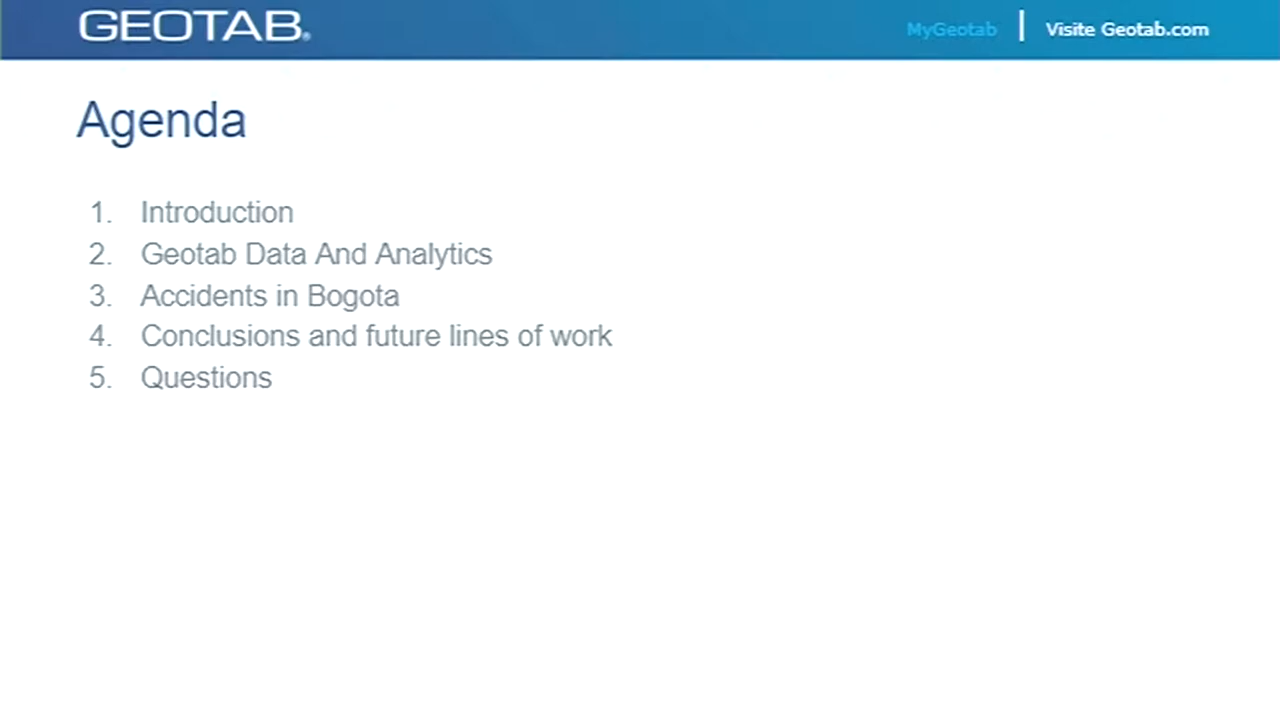 GEOTAB®
MyGeotab | Visite Geotab.com
Agenda
1. Introduction
2. Geotab Data And Analytics
3. Accidents in Bogota
4. Conclusions and future lines of work
5. Questions